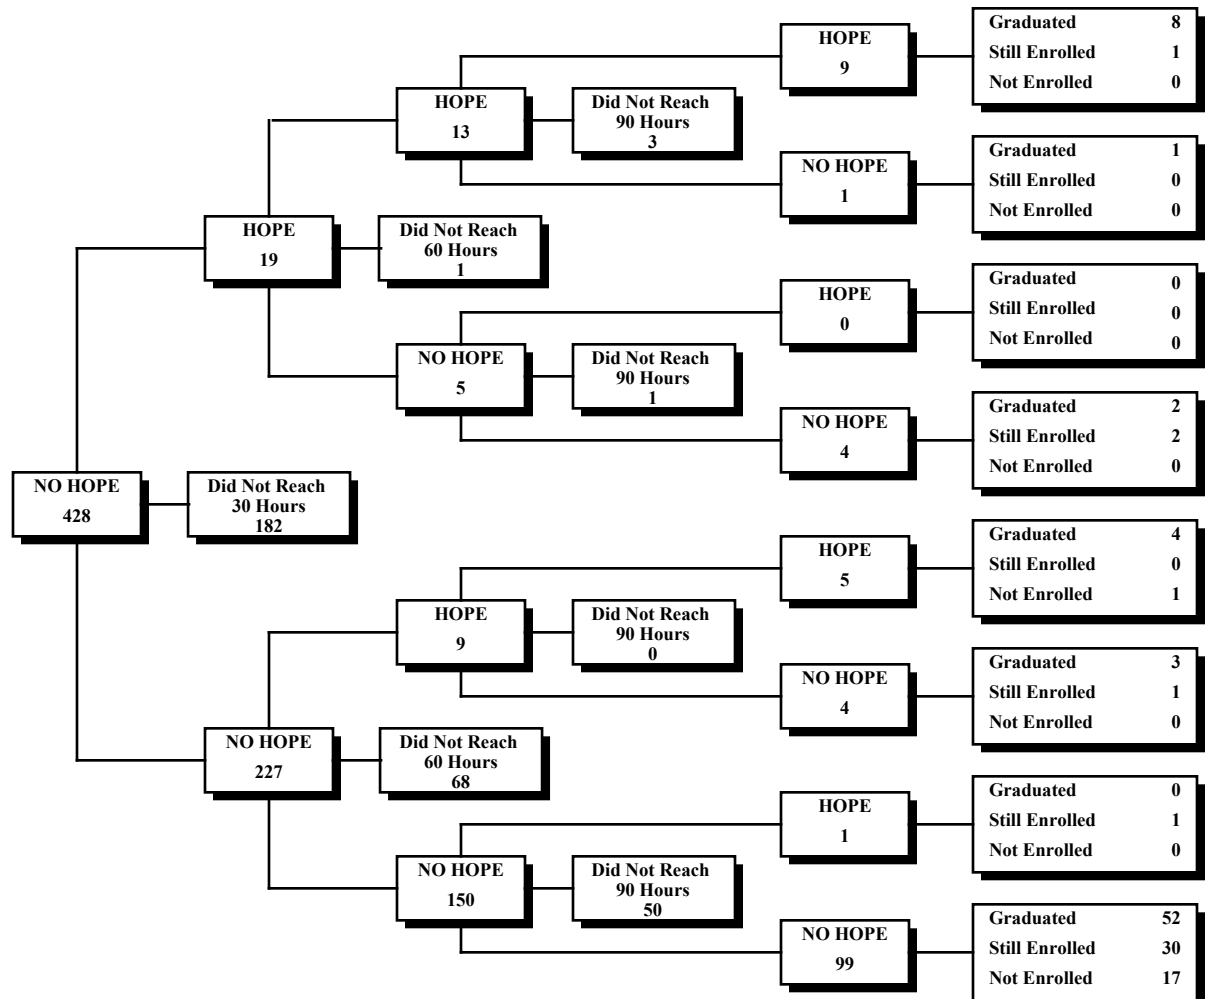 HOPE
9
Graduated 8
Still Enrolled 1
Not Enrolled 0
HOPE
13
Did Not Reach
90 Hours
3
NO HOPE
1
Graduated 1
Still Enrolled 0
Not Enrolled 0
HOPE
19
Did Not Reach
60 Hours
1
HOPE
0
Graduated 0
Still Enrolled 0
Not Enrolled 0
NO HOPE
5
Did Not Reach
90 Hours
1
NO HOPE
4
Graduated 2
Still Enrolled 2
Not Enrolled 0
NO HOPE
428
Did Not Reach
30 Hours
182
HOPE
5
Graduated 4
Still Enrolled 0
Not Enrolled 1
HOPE
9
Did Not Reach
90 Hours
0
NO HOPE
4
Graduated 3
Still Enrolled 1
Not Enrolled 0
NO HOPE
227
Did Not Reach
60 Hours
68
HOPE
1
Graduated 0
Still Enrolled 1
Not Enrolled 0
NO HOPE
150
Did Not Reach
90 Hours
50
NO HOPE
99
Graduated 52
Still Enrolled 30
Not Enrolled 17